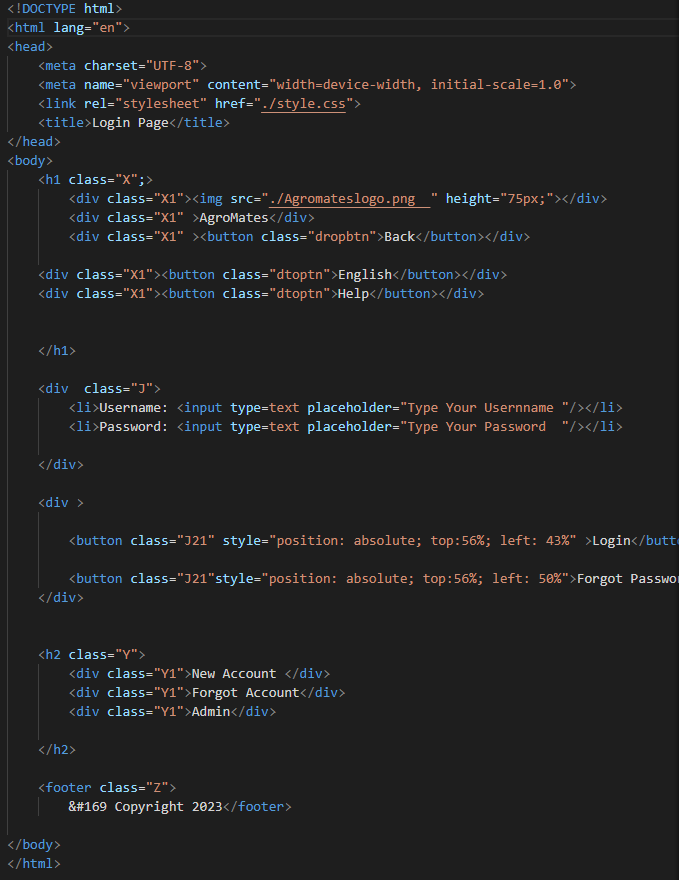 <!DOCTYPE html>
<html lang="en">
<head>
    <meta charset="UTF-8">
    <meta name="viewport" content="width=device-width, initial-scale=1.0">
    <link rel="stylesheet" href="./style.css">
    <title>Login Page</title>
</head>
<body>
    <h1 class="X";>
        <div class="X1"><img src="./Agromateslogo.png  " height="75px;"></div>
        <div class="X1" >AgroMates</div>
        <div class="X1" ><button class="dropbtn">Back</button></div>
    <div class="X1"><button class="dtoptn">English</button></div>
    <div class="X1"><button class="dtoptn">Help</button></div>
    </h1>
    <div  class="J">
        <li>Username: <input type=text placeholder="Type Your Usernname "/></li>
        <li>Password: <input type=text placeholder="Type Your Password  "/></li>
    </div>
    <div >
        <button class="J21" style="position: absolute; top:56%; left: 43%" >Login</butt
        <button class="J21"style="position: absolute; top:56%; left: 50%">Forgot Passwo
    </div>
    <h2 class="Y">
        <div class="Y1">New Account </div>
        <div class="Y1">Forgot Account</div>
        <div class="Y1">Admin</div>
    </h2>
    <footer class="Z">
        &#169 Copyright 2023</footer>
</body>
</html>